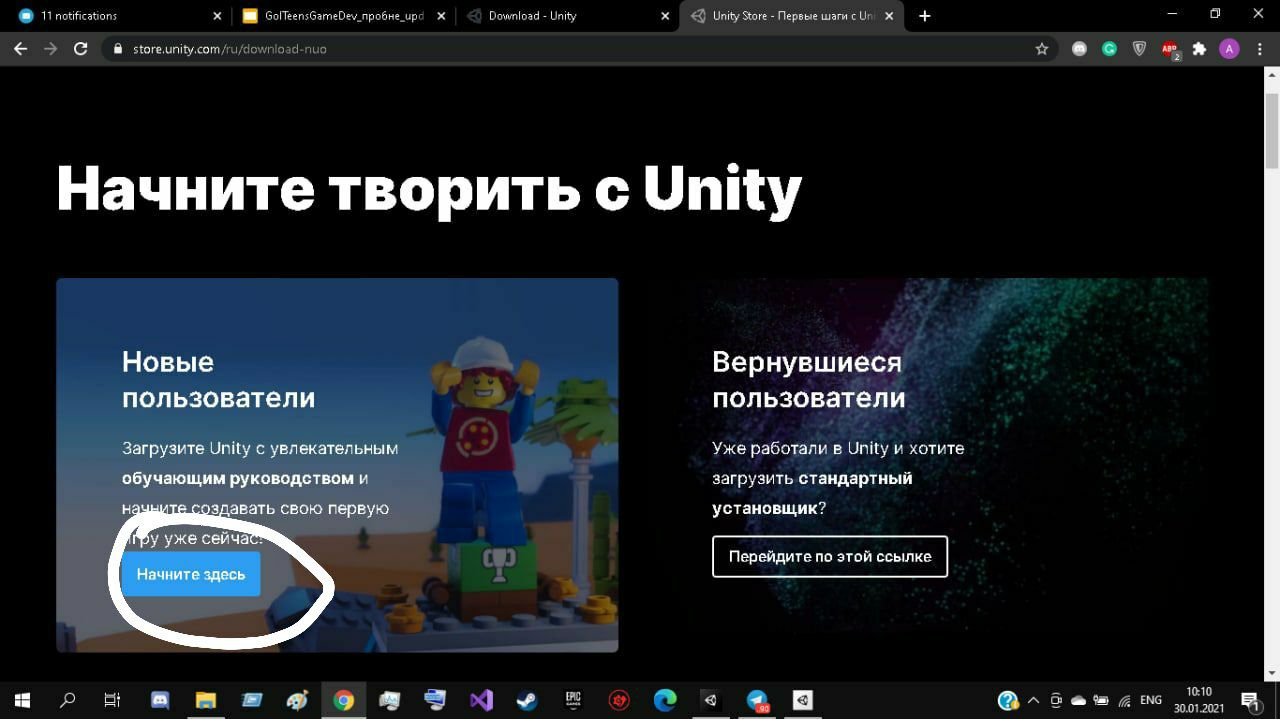 11 notifications
GoITeensGameDev_пробне_upd
Download - Unity
Unity Store - Первые шаги с Uni
store.unity.com/ru/download-nuo
ABP
2
A
Начните творить с Unity
Новые
пользователи
Загрузите Unity с увлекательным
обучающим руководством и
начните создавать свою первую
игру уже сейчас!
Начните здесь
Вернувшиеся
пользователи
Уже работали в Unity и хотите
загрузить стандартный
установщик?
Перейдите по этой ссылке
EPIC
GAMES
90
ENG
10:10
30.01.2021
1